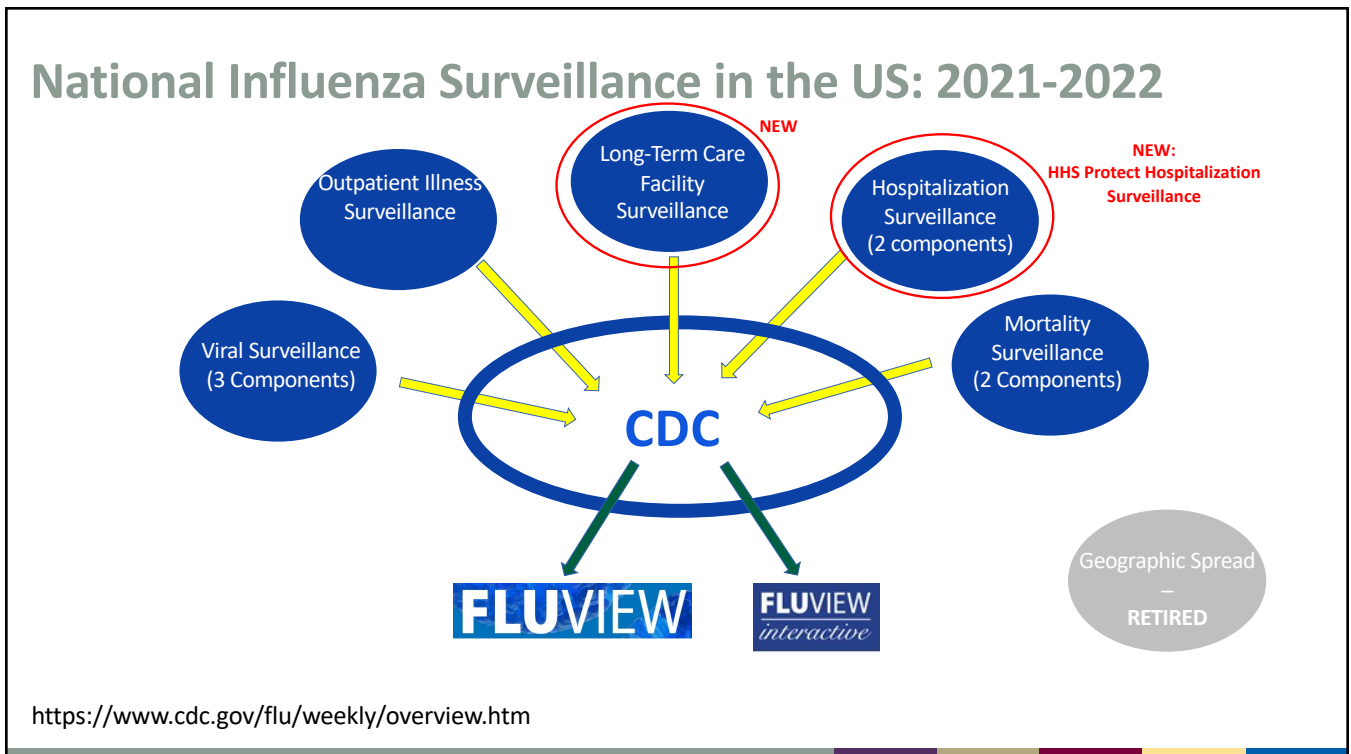 National Influenza Surveillance in the US: 2021-2022
NEW
Long-Term Care
Facility
Surveillance
NEW:
HHS Protect Hospitalization
Surveillance
Outpatient Illness
Surveillance
Hospitalization
Surveillance
(2 components)
Viral Surveillance
(3 Components)
Mortality
Surveillance
(2 Components)
CDC
Geographic Spread
–
RETIRED
FLUVIEW
FLUVIEW
interactive
https://www.cdc.gov/flu/weekly/overview.htm